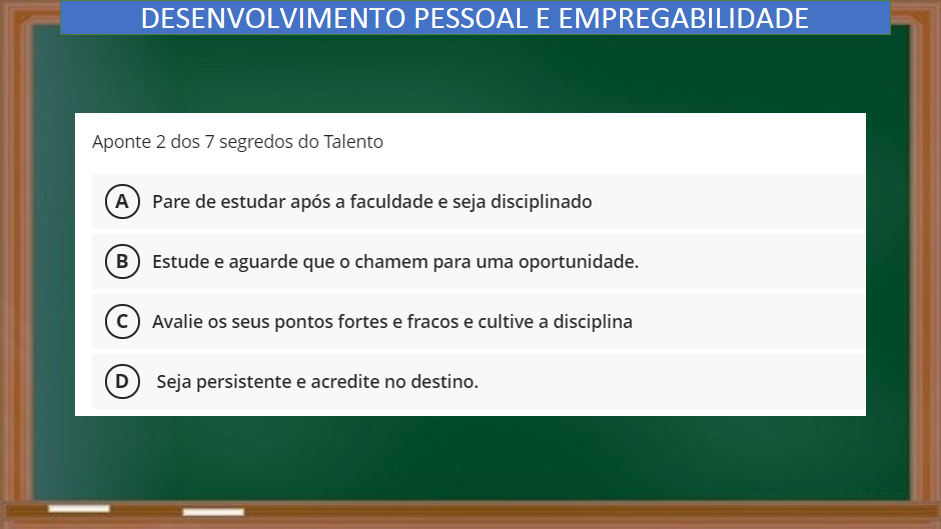 DESENVOLVIMENTO PESSOAL E EMPREGABILIDADE
Aponte 2 dos 7 segredos do Talento
A Pare de estudar após a faculdade e seja disciplinado
B Estude e aguarde que o chamem para uma oportunidade.
C Avalie os seus pontos fortes e fracos e cultive a disciplina
D Seja persistente e acredite no destino.